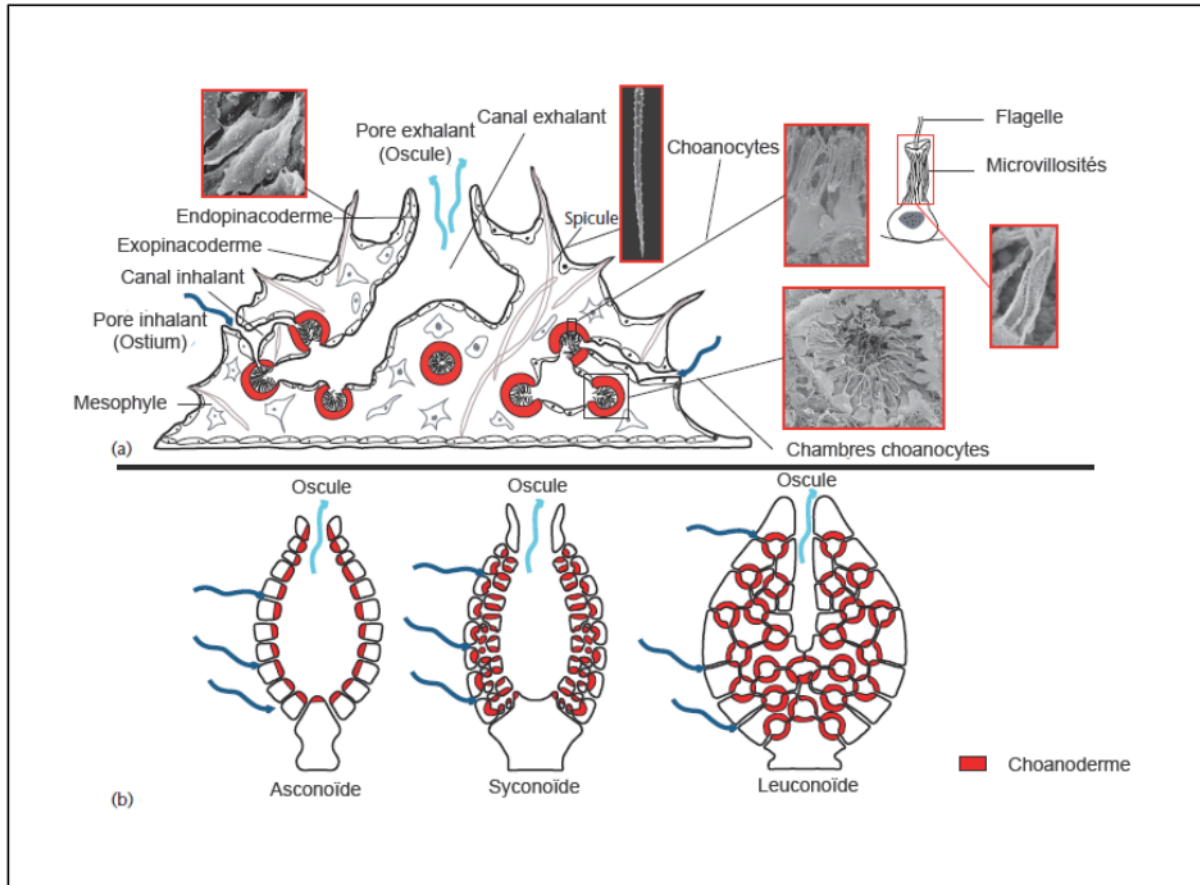 Canal exhalant
Pore exhalant
(Oscule)
Choanocytes
Flagelle
Microvillosités
Endopinacoderme
Spicule
Exopinacoderme
Canal inhalant
Pore inhalant
(Ostium)
Mesophyle
Chambres choanocytes
(a)
Oscule
Oscule
Oscule
Asconoïde
Syconoïde
Leuconoïde
Choanoderme
(b)